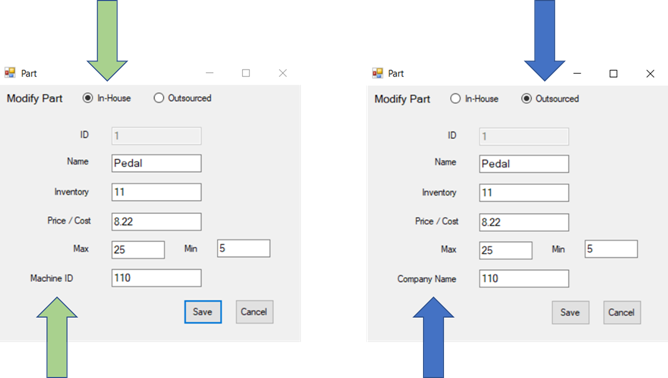 Part
Modify Part In-House Outsourced
ID 1
Name Pedal
Inventory 11
Price / Cost 8.22
Max 25 Min 5
Machine ID 110
Save Cancel
Part
Modify Part In-House Outsourced
ID 1
Name Pedal
Inventory 11
Price / Cost 8.22
Max 25 Min 5
Company Name 110
Save Cancel